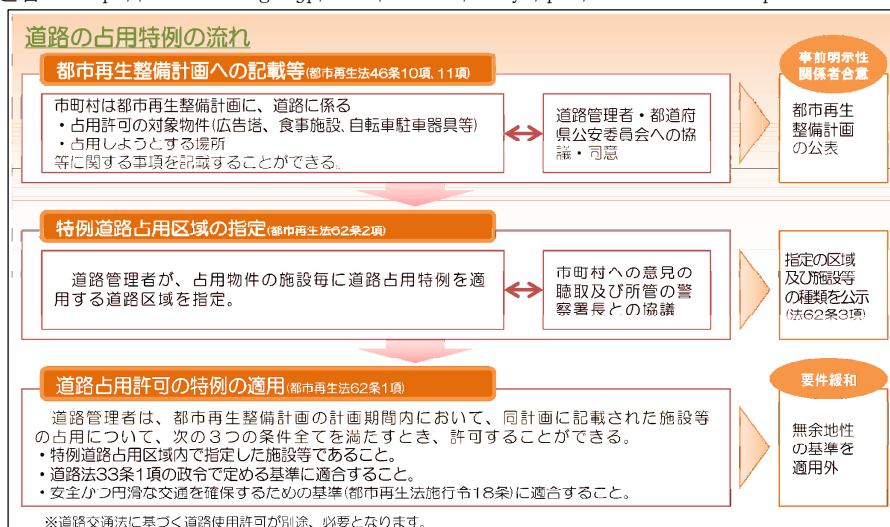 道路の占用特例の流れ
都市再生整備計画への記載等(都市再生法46条10項、11項)
市町村は都市再生整備計画に、道路に係る
・占用許可の対象物件(広告塔、食事施設、自転車駐車器具等)
・占用しようとする場所
等に関する事項を記載することができる。
道路管理者・都道府
県公安委員会への協
議・同意
事前明示性
関係者合意
都市再生
整備計画
の公表
特例道路占用区域の指定(都市再生法62条2項)
道路管理者が、占用物件の施設毎に道路占用特例を適
用する道路区域を指定。
市町村への意見の
聴取及び所管の警
察署長との協議
指定の区域
及び施設等
の種類を公示
(法62条3項)
道路占用許可の特例の適用(都市再生法62条1項)
道路管理者は、都市再生整備計画の計画期間内において、同計画に記載された施設等
の占用について、次の3つの条件全てを満たすとき、許可することができる。
・特例道路占用区域内で指定した施設等であること。
・道路法33条1項の政令で定める基準に適合すること。
・安全かつ円滑な交通を確保するための基準(都市再生法施行令18条)に適合すること。
要件緩和
無余地性
の基準を
適用外
※道路交通法に基づく道路使用許可が別途、必要となります。